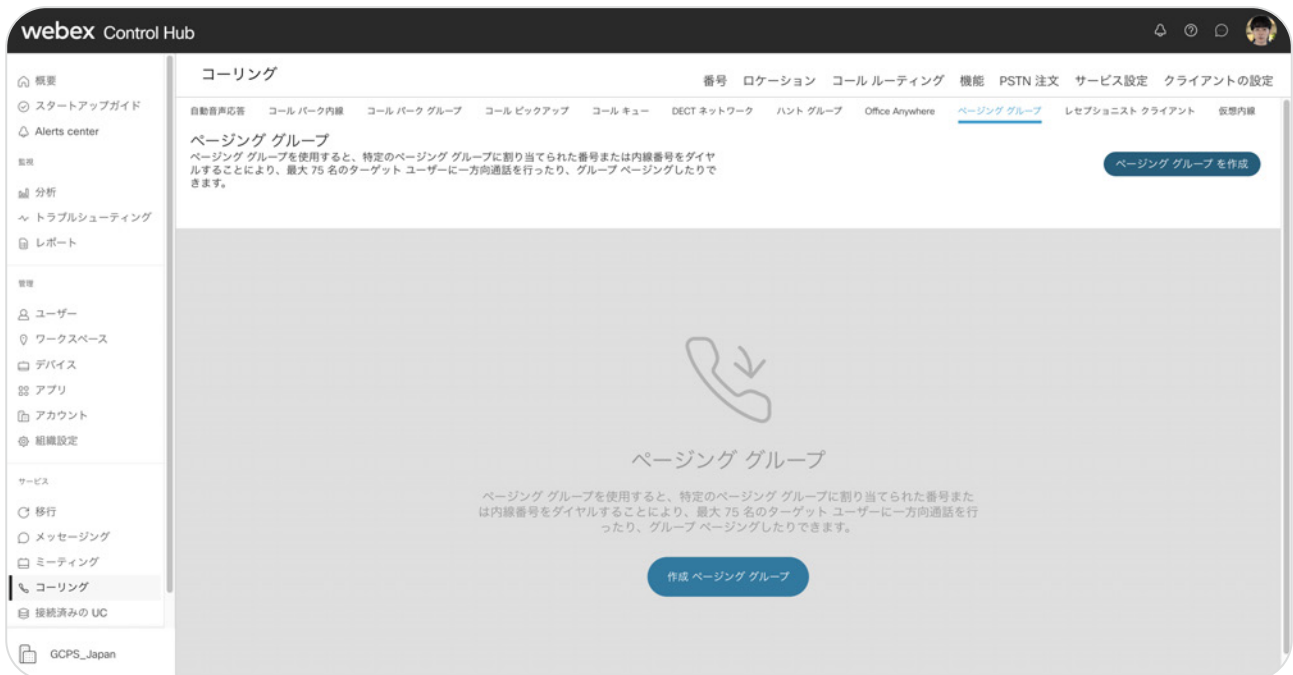 webex Control Hub
概要
スタートアップガイド
Alerts center
監視
分析
トラブルシューティング
レポート
管理
ユーザー
ワークスペース
デバイス
アプリ
アカウント
組織設定
サービス
移行
メッセージング
ミーティング
コーリング
接続済みの UC
GCPS_Japan
コーリング
番号 ロケーション コール ルーティング 機能 PSTN 注文 サービス設定 クライアントの設定
自動音声応答 コール パーク内線 コール パーク グループ コール ピックアップ コール キュー DECT ネットワーク ハント グループ Office Anywhere ページング グループ レセプショニスト クライアント 仮想内線
ページング グループ
ページング グループを使用すると、特定のページング グループに割り当てられた番号または内線番号をダイヤ
ルすることにより、最大 75 名のターゲット ユーザーに一方向通話を行ったり、グループ ページングしたりで
きます。
ページング グループ を作成
ページング グループ
ページング グループを使用すると、特定のページング グループに割り当てられた番号また
は内線番号をダイヤルすることにより、最大 75 名のターゲット ユーザーに一方向通話を行
ったり、グループ ページングしたりできます。
作成 ページング グループ